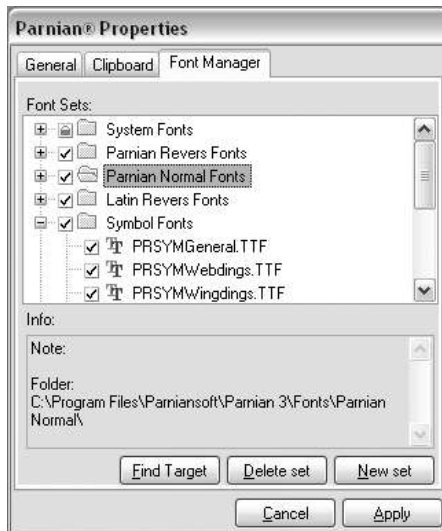 Parnian® Properties
General Clipboard Font Manager
Font Sets:
System Fonts
Parnian Revers Fonts
Parnian Normal Fonts
Latin Revers Fonts
Symbol Fonts
PRSYMGeneral.TTF
PRSYMWebdings.TTF
PRSYMWingdings.TTF
Info:
Note:
Folder:
C:\Program Files\Parniansoft\Parnian 3\Fonts\Parnian
Normal\
Find Target Delete set New set
Cancel Apply